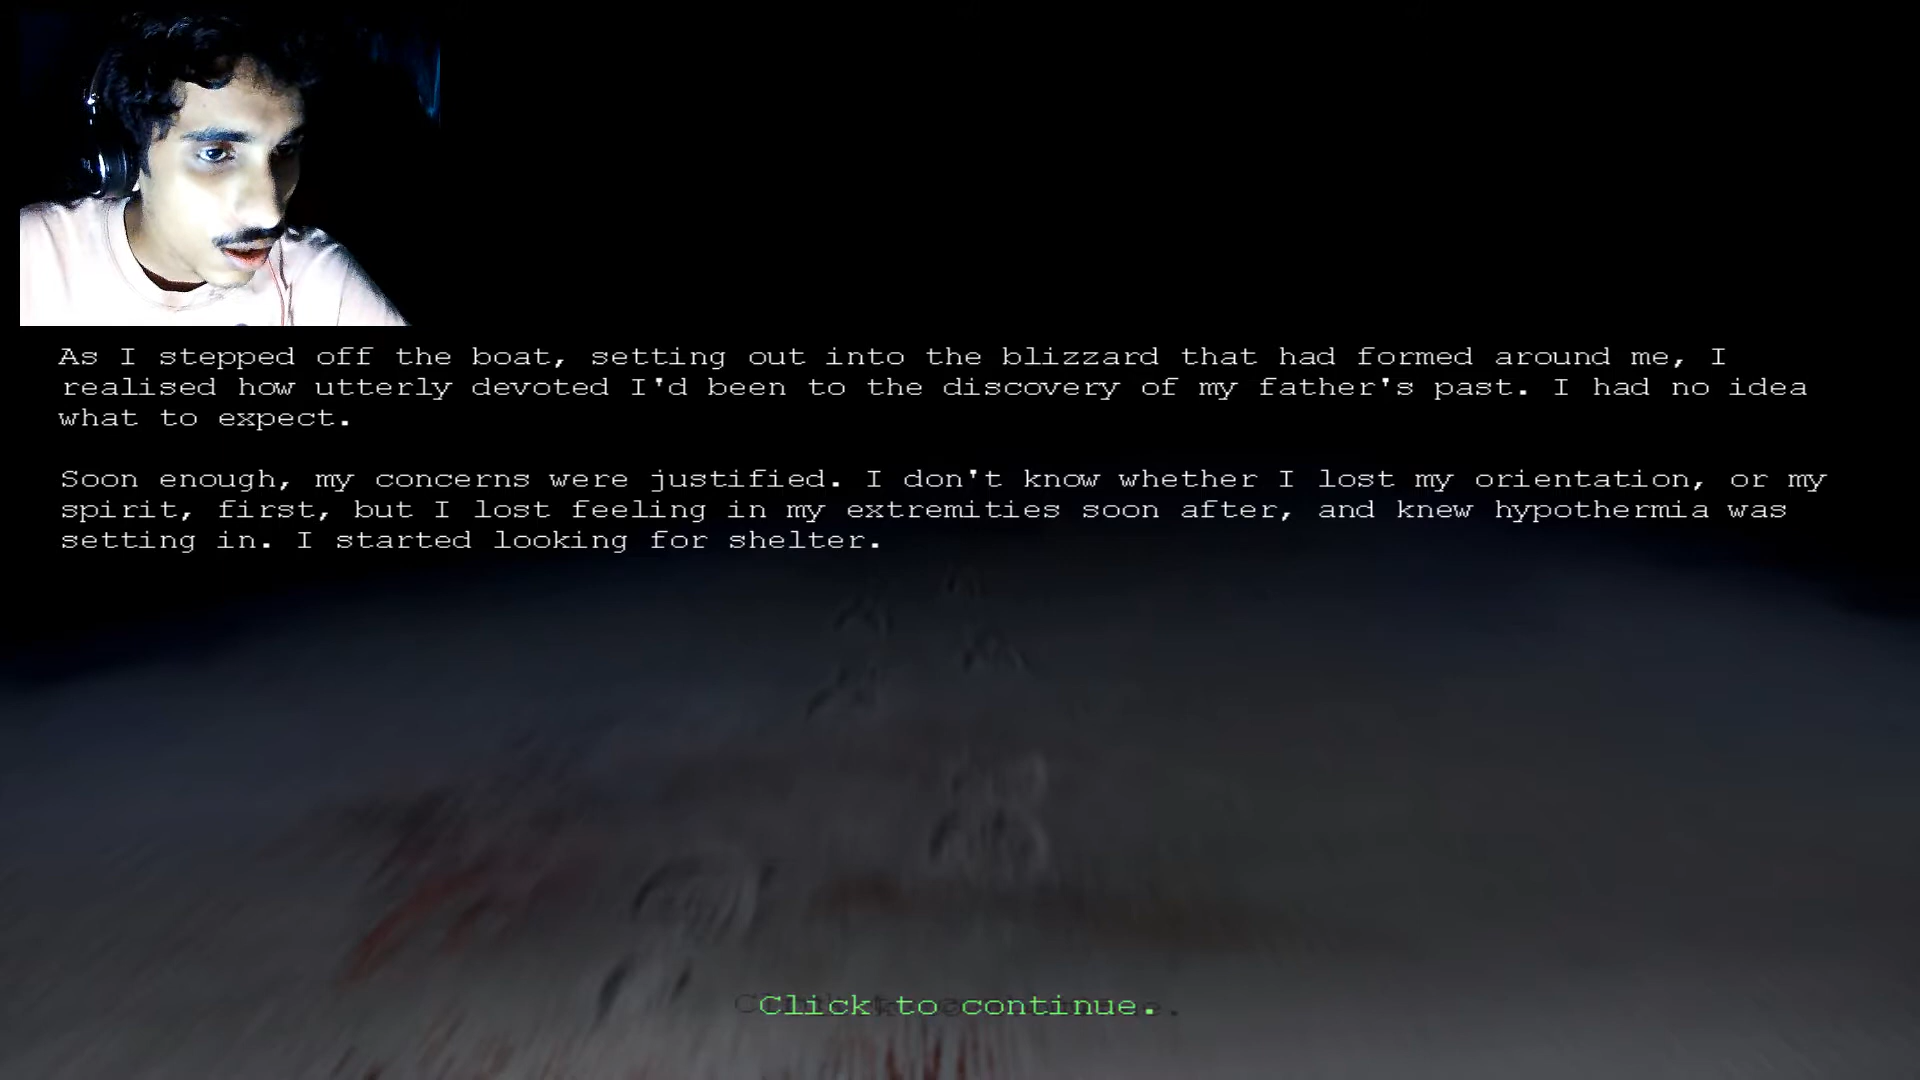 As I stepped off the boat, setting out into the blizzard that had formed around me, I
realised how utterly devoted I'd been to the discovery of my father's past. I had no idea
what to expect.
Soon enough, my concerns were justified. I don't know whether I lost my orientation, or my
spirit, first, but I lost feeling in my extremities soon after, and knew hypothermia was
setting in. I started looking for shelter.
Click to continue.